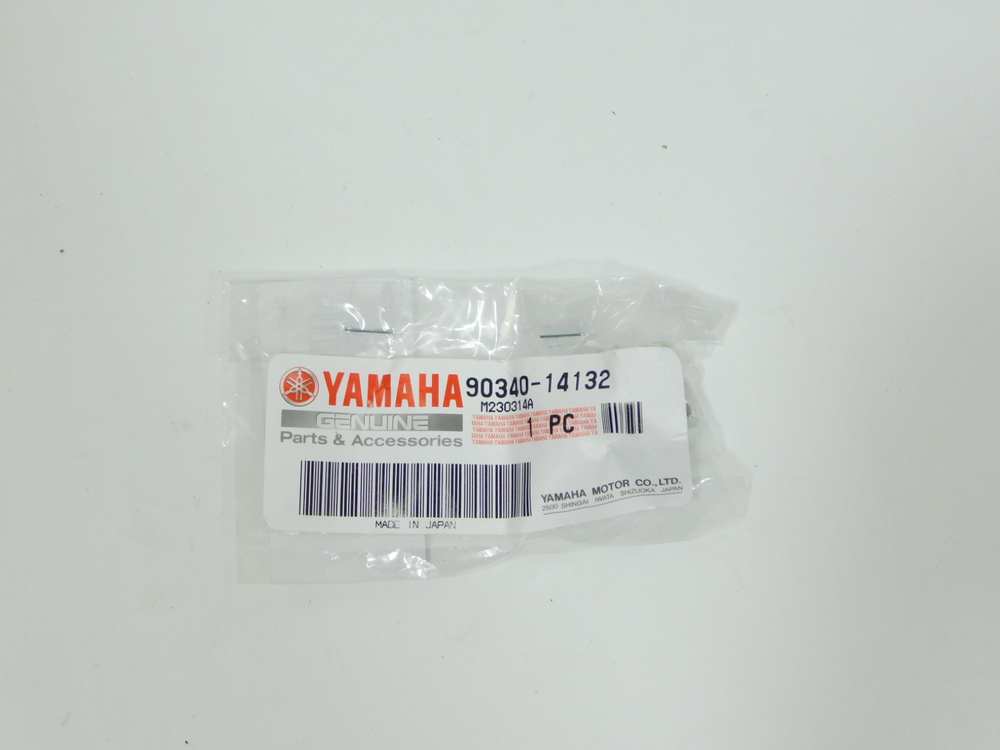 YAMAHA 90340-14132
M230314A
GENUINE
1 PC
Parts & Accessories
YAMAHA MOTOR CO.,LTD.
2500 SHINGAI IWATA SHIZUOKA JAPAN
MADE IN JAPAN